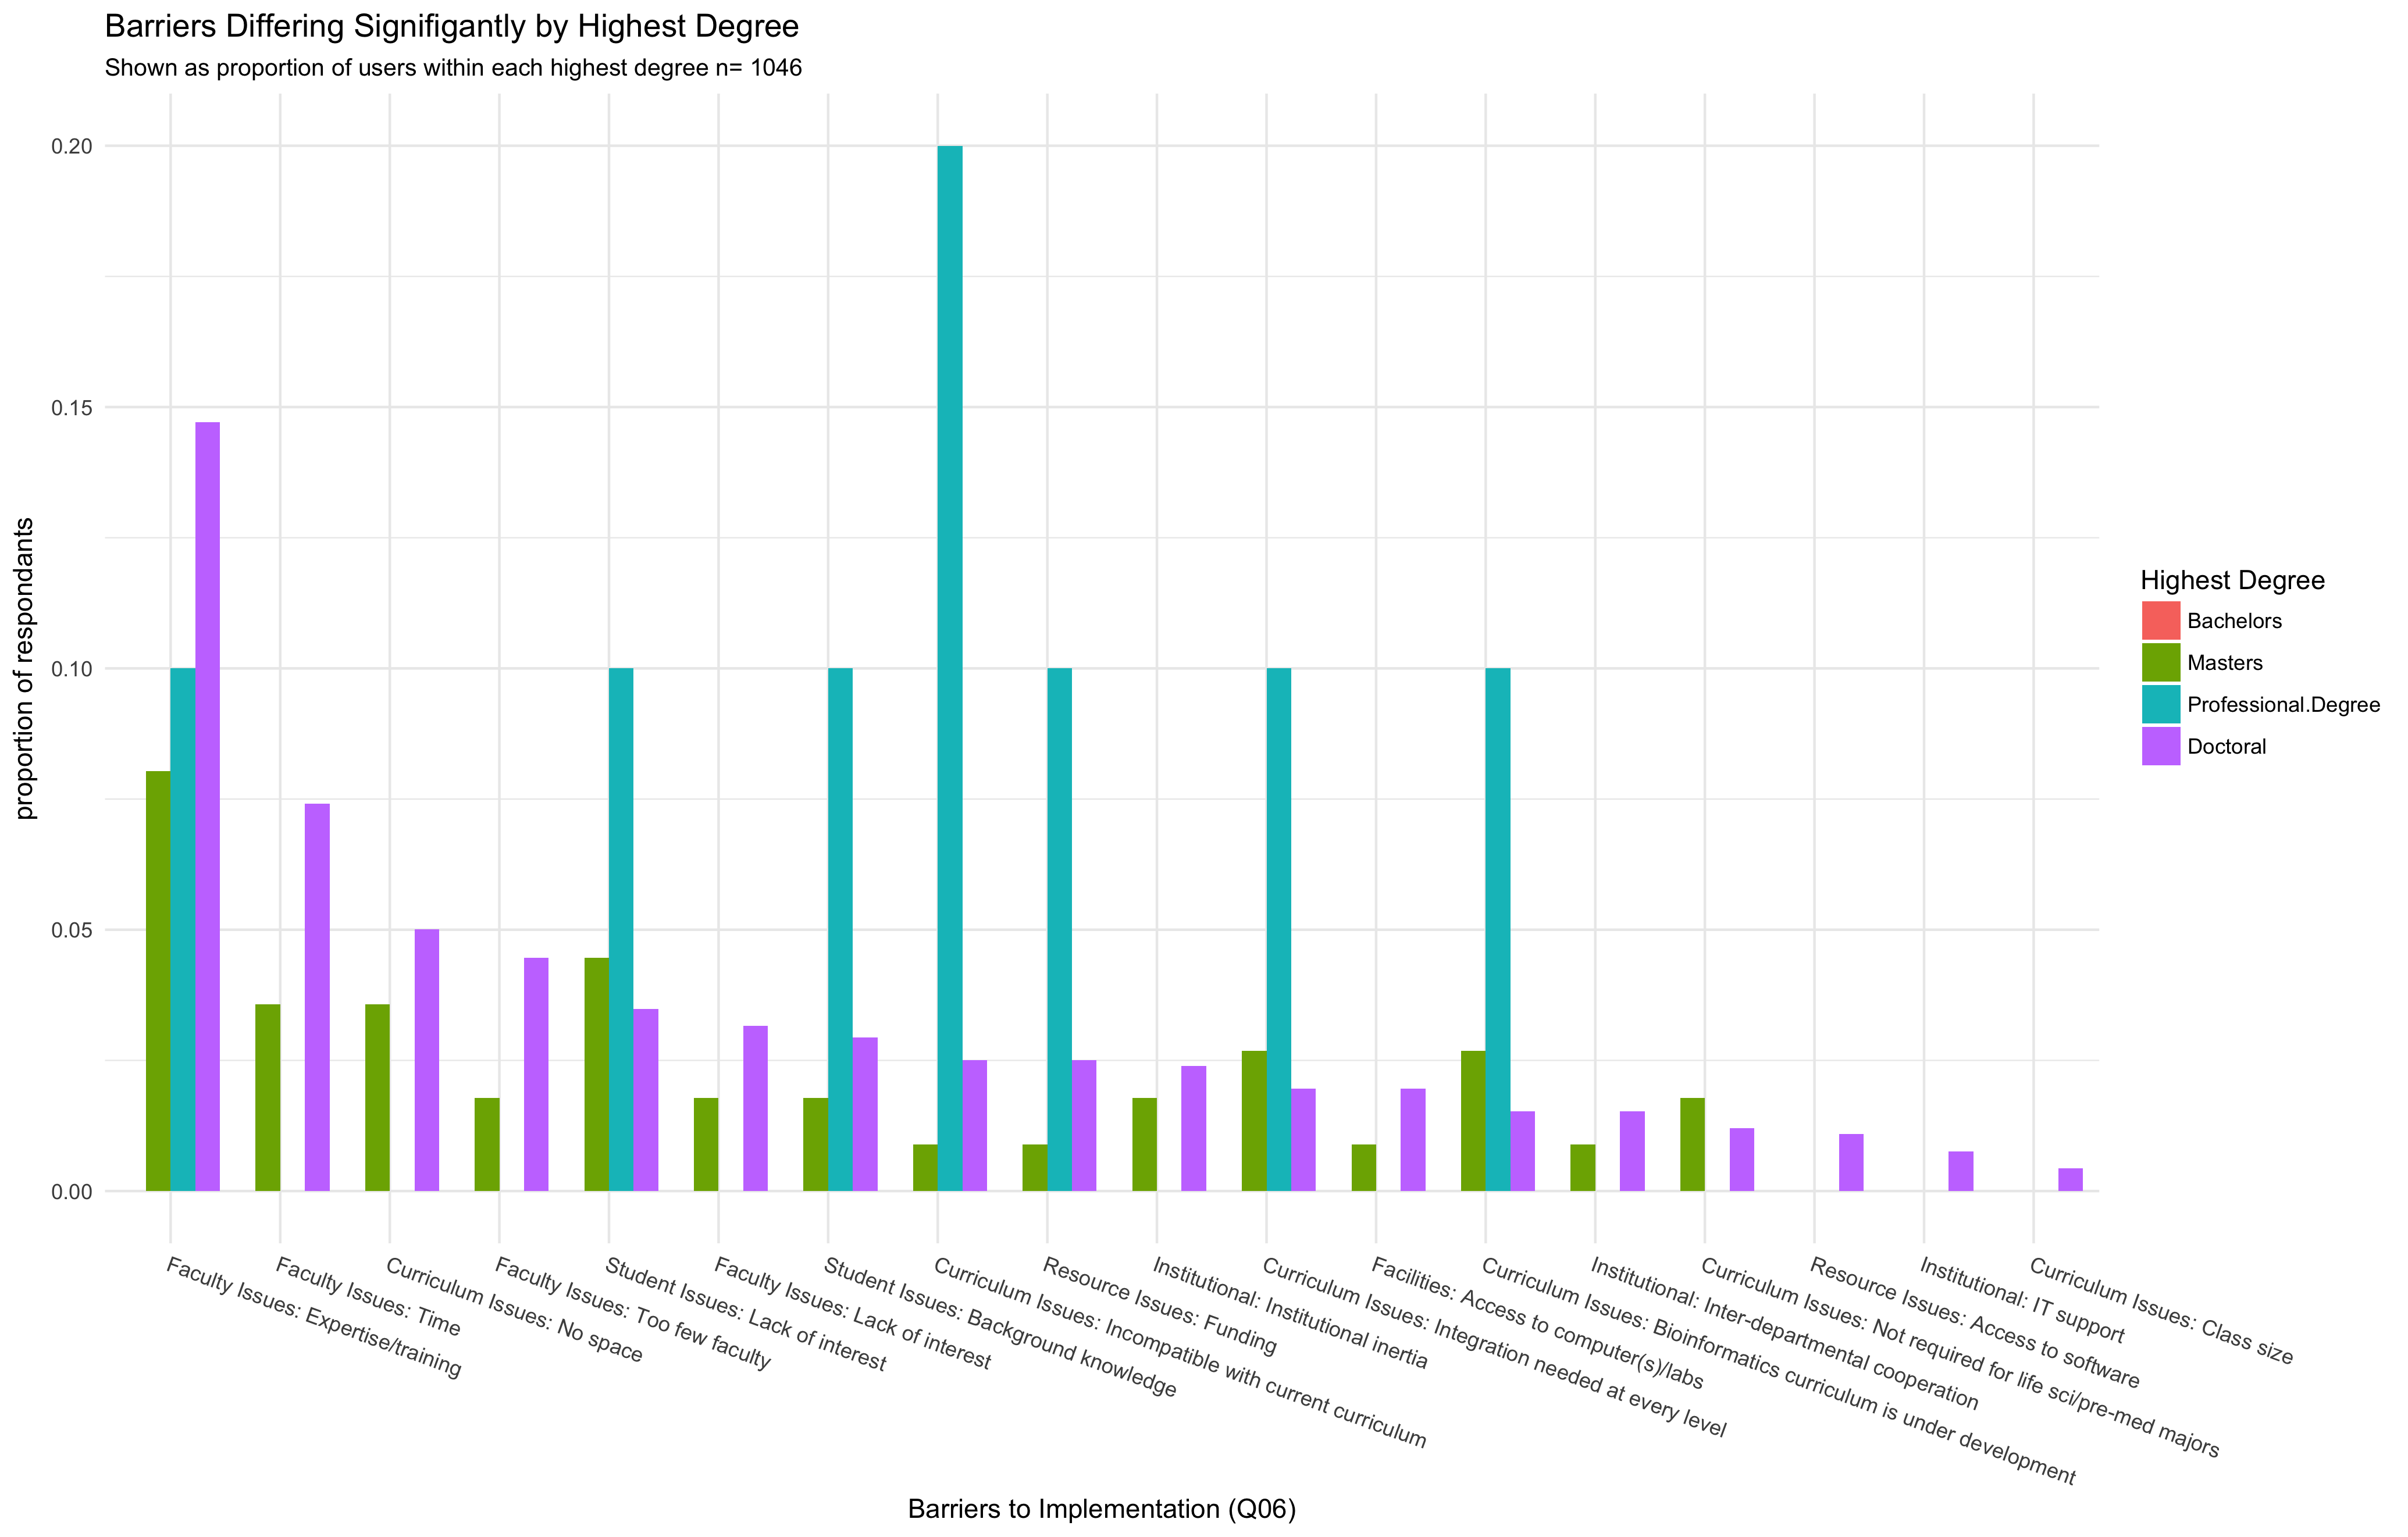 Barriers Differing Signifigantly by Highest Degree
Shown as proportion of users within each highest degree n= 1046
proportion of respondants
0.20
0.15
0.10
0.05
0.00
Faculty Issues: Expertise/training
Faculty Issues: Time
Curriculum Issues: No space
Faculty Issues: Too few faculty
Student Issues: Lack of interest
Faculty Issues: Lack of interest
Student Issues: Background knowledge
Curriculum Issues: Incompatible with current curriculum
Resource Issues: Funding
Institutional: Institutional inertia
Curriculum Issues: Integration needed at every level
Facilities: Access to computer(s)/labs
Curriculum Issues: Bioinformatics curriculum is under development
Institutional: Inter-departmental cooperation
Curriculum Issues: Not required for life sci/pre-med majors
Resource Issues: Access to software
Institutional: IT support
Curriculum Issues: Class size
Barriers to Implementation (Q06)
Highest Degree
Bachelors
Masters
Professional.Degree
Doctoral